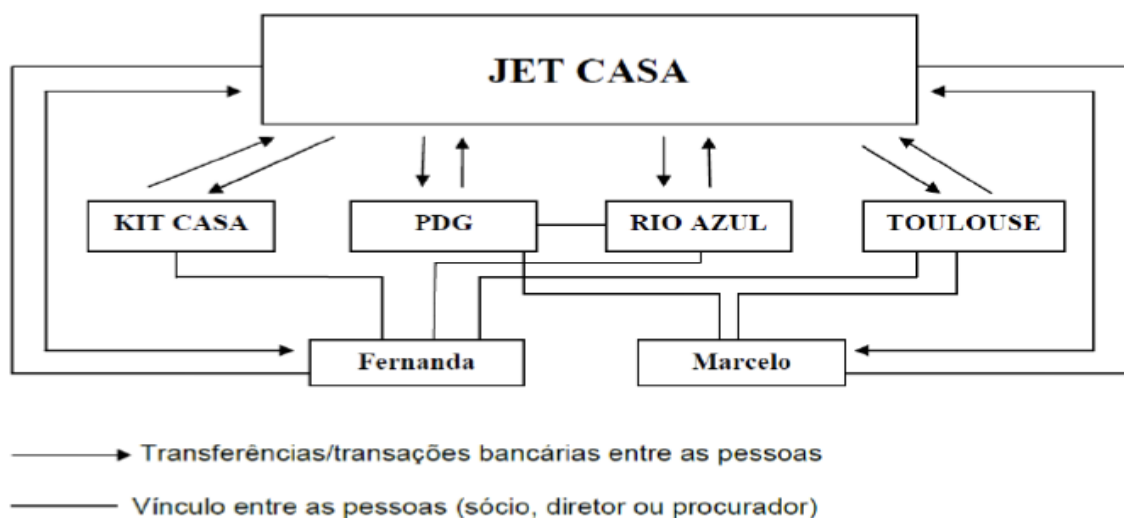 JET CASA
KIT CASA
PDG
RIO AZUL
TOULOUSE
Fernanda
Marcelo
Transferências/transações bancárias entre as pessoas
Vínculo entre as pessoas (sócio, diretor ou procurador)